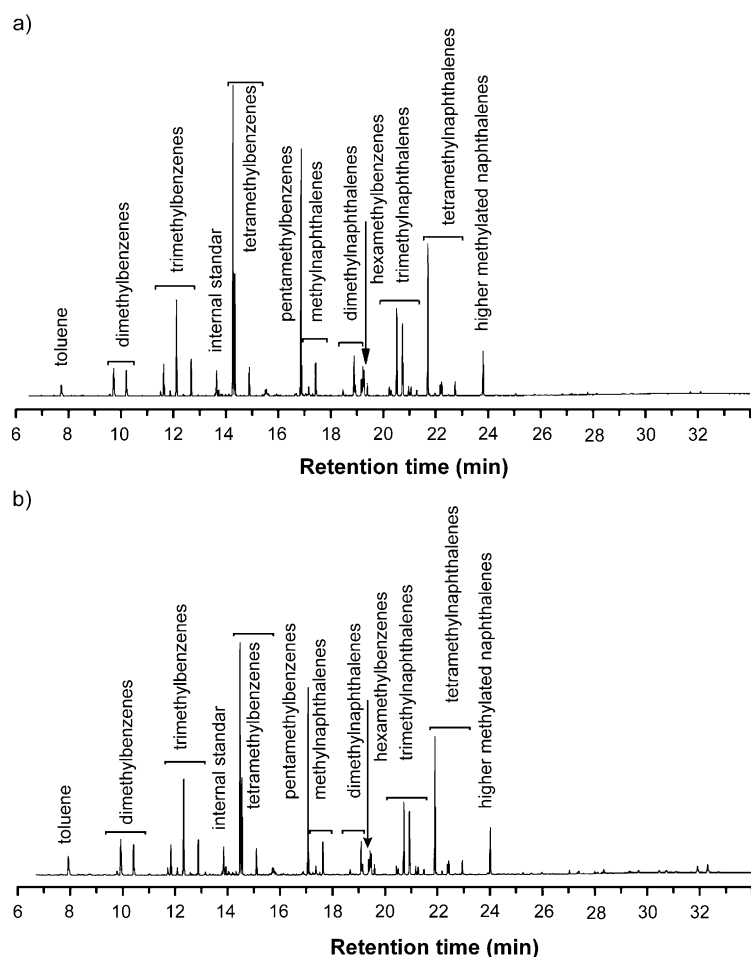 a)
toluene
dimethylbenzenes
trimethylbenzenes
internal standar
tetramethylbenzenes
pentamethylbenzenes
methylnaphthalenes
dimethylnaphthalenes
hexamethylbenzenes
trimethylnaphthalenes
tetramethylnaphthalenes
higher methylated naphthalenes
6 8 10 12 14 16 18 20 22 24 26 28 30 32
Retention time (min)
b)
toluene
dimethylbenzenes
trimethylbenzenes
internal standar
tetramethylbenzenes
pentamethylbenzenes
methylnaphthalenes
dimethylnaphthalenes
hexamethylbenzenes
trimethylnaphthalenes
tetramethylnaphthalenes
higher methylated naphthalenes
6 8 10 12 14 16 18 20 22 24 26 28 30 32
Retention time (min)